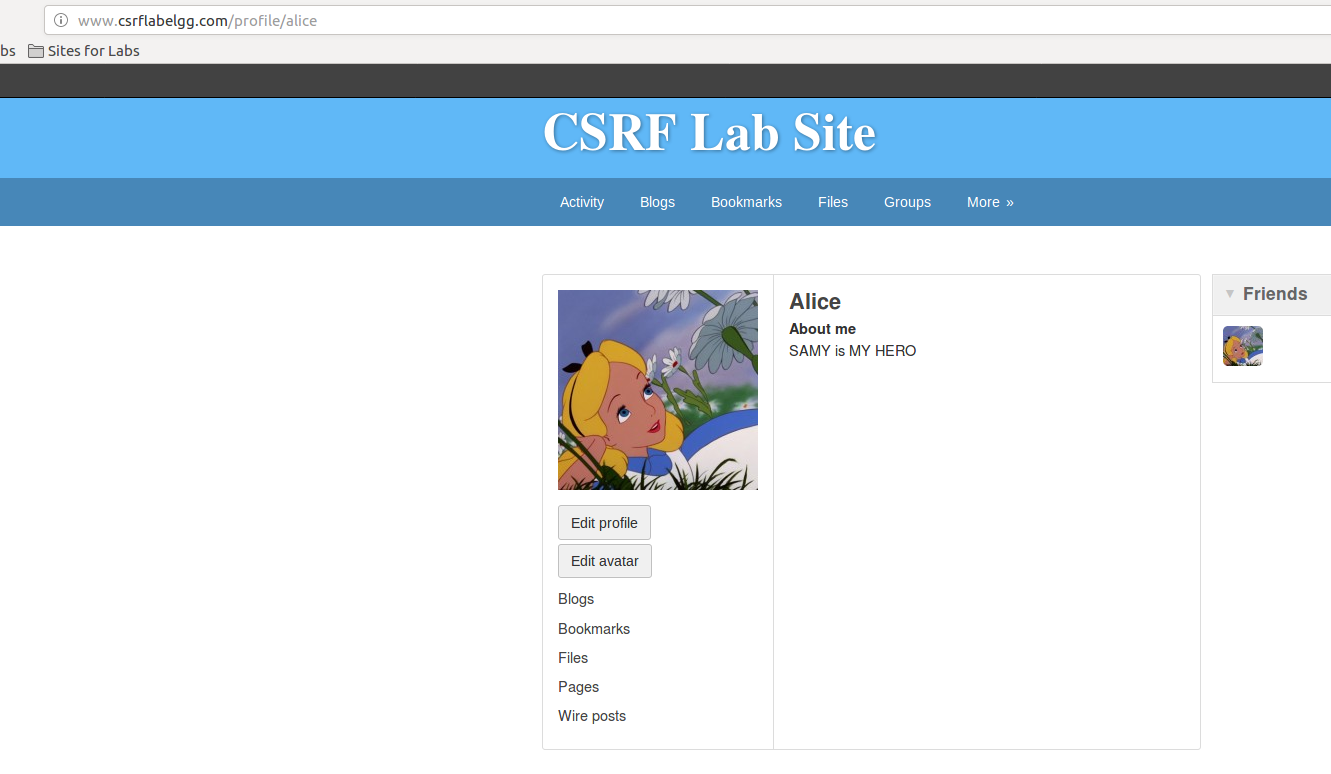 www.csrflabelgg.com/profile/alice
bs Sites for Labs
CSRF Lab Site
Activity Blogs Bookmarks Files Groups More »
Alice
About me
SAMY is MY HERO
Friends
Edit profile
Edit avatar
Blogs
Bookmarks
Files
Pages
Wire posts